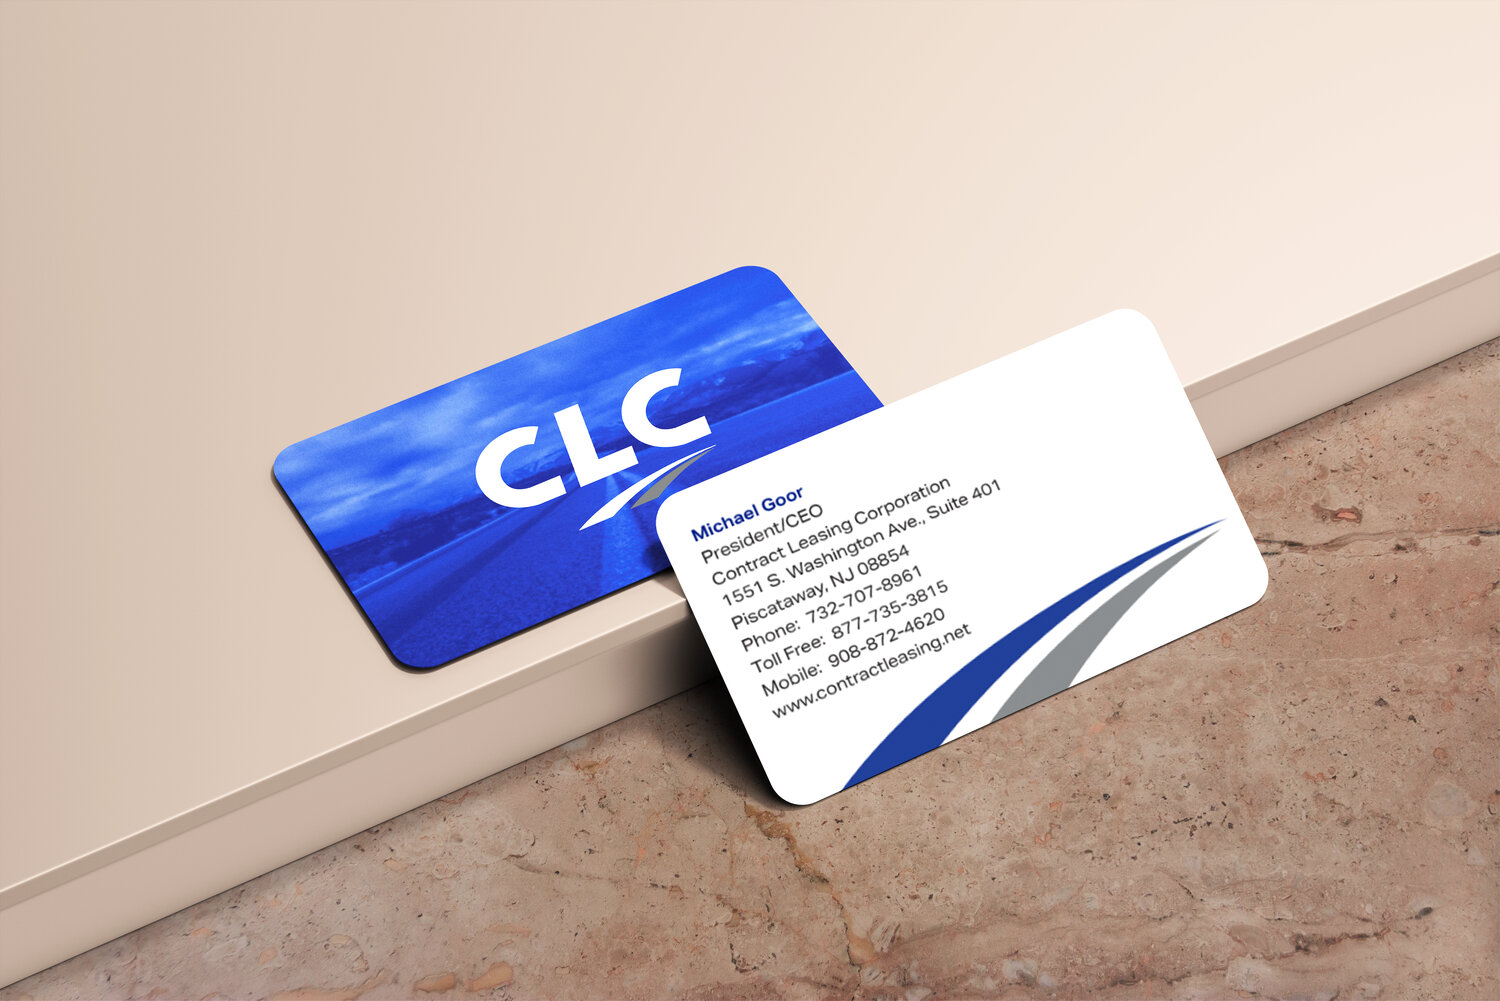 CLC
Michael Goor
President/CEO
Contract Leasing Corporation
1551 S. Washington Ave., Suite 401
Piscataway, NJ 08854
Phone: 732-707-8961
Toll Free: 877-735-3815
Mobile: 908-872-4620
www.contractleasing.net